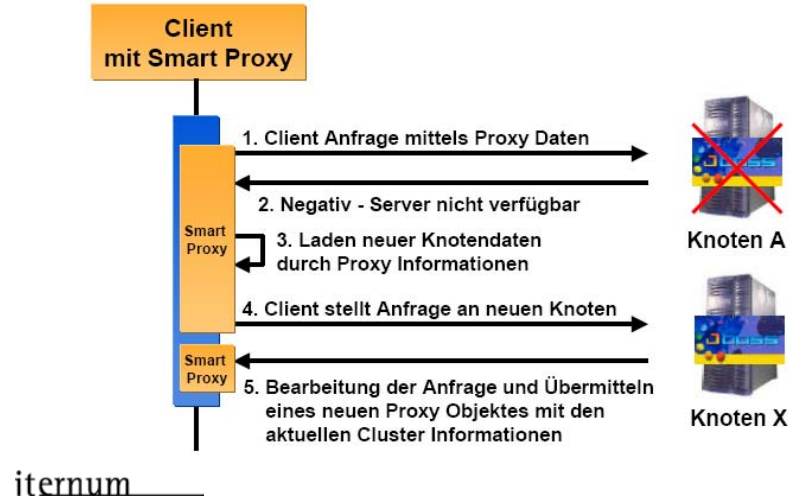 Client
mit Smart Proxy
1. Client Anfrage mittels Proxy Daten
2. Negativ - Server nicht verfügbar
Smart
Proxy
3. Laden neuer Knotendaten
durch Proxy Informationen
JBoss
Knoten A
4. Client stellt Anfrage an neuen Knoten
Smart
Proxy
5. Bearbeitung der Anfrage und Übermitteln
eines neuen Proxy Objektes mit den
aktuellen Cluster Informationen
JBoss
Knoten X
iternum